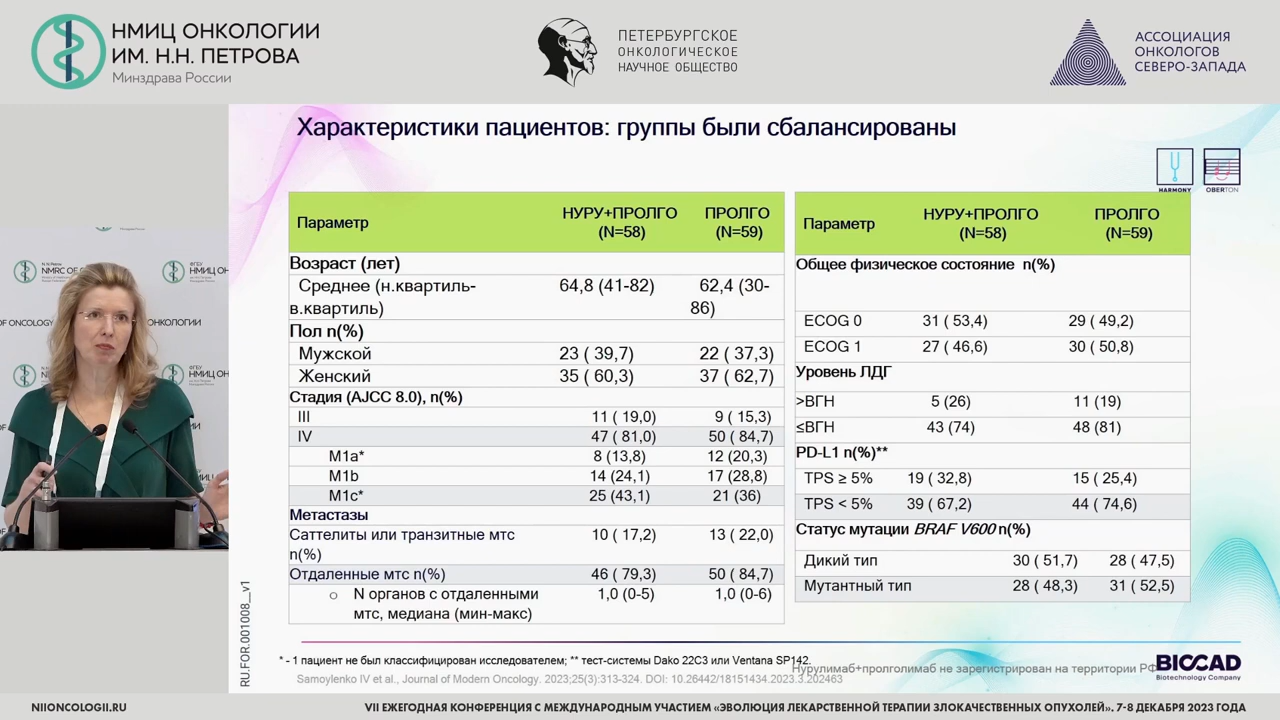 НМИЦ ОНКОЛОГИИ
ИМ. Н.Н. ПЕТРОВА
Минздрава России
ПЕТЕРБУРГСКОЕ
ОНКОЛОГИЧЕСКОЕ
НАУЧНОЕ ОБЩЕСТВО
АССОЦИАЦИЯ
ОНКОЛОГОВ
СЕВЕРО-ЗАПАДА
Характеристики пациентов: группы были сбалансированы
HARMONY
OBERTON
Параметр НУРУ+ПРОЛГО (N=58) ПРОЛГО (N=59)
Возраст (лет)
Среднее (н.квартиль- 64,8 (41-82) 62,4 (30-
в.квартиль) 86)
Пол n(%)
Мужской 23 ( 39,7) 22 ( 37,3)
Женский 35 ( 60,3) 37 ( 62,7)
Стадия (AJCC 8.0), n(%)
III 11 ( 19,0) 9 ( 15,3)
IV 47 ( 81,0) 50 ( 84,7)
M1a* 8 (13,8) 12 (20,3)
M1b 14 (24,1) 17 (28,8)
M1c* 25 (43,1) 21 (36)
Метастазы
Саттелиты или транзитные мтс 10 ( 17,2) 13 ( 22,0)
n(%)
Отдаленные мтс n(%) 46 ( 79,3) 50 ( 84,7)
N органов с отдаленными 1,0 (0-5) 1,0 (0-6)
мтс, медиана (мин-макс)
Параметр НУРУ+ПРОЛГО (N=58) ПРОЛГО (N=59)
Общее физическое состояние n(%)
ECOG 0 31 ( 53,4) 29 ( 49,2)
ECOG 1 27 ( 46,6) 30 ( 50,8)
Уровень ЛДГ
>ВГН 5 (26) 11 (19)
≤ВГН 43 (74) 48 (81)
PD-L1 n(%)**
TPS ≥ 5% 19 ( 32,8) 15 ( 25,4)
TPS < 5% 39 ( 67,2) 44 ( 74,6)
Статус мутации BRAF V600 n(%)
Дикий тип 30 ( 51,7) 28 ( 47,5)
Мутантный тип 28 ( 48,3) 31 ( 52,5)
* - 1 пациент не был классифицирован исследователем; ** тест-системы Dako 22C3 или Ventana SP142.
Нурулимаб+пролголимаб не зарегистрирован на территории РФ
Samoylenko IV et al., Journal of Modern Oncology. 2023;25(3):313-324. DOI: 10.26442/18151434.2023.3.202463
BIOCAD
Biotechnology Company
RU.FOR.001008__v1
NIIONCOLOGII.RU
VII ЕЖЕГОДНАЯ КОНФЕРЕНЦИЯ С МЕЖДУНАРОДНЫМ УЧАСТИЕМ «ЭВОЛЮЦИЯ ЛЕКАРСТВЕННОЙ ТЕРАПИИ ЗЛОКАЧЕСТВЕННЫХ ОПУХОЛЕЙ». 7-8 ДЕКАБРЯ 2023 ГОДА